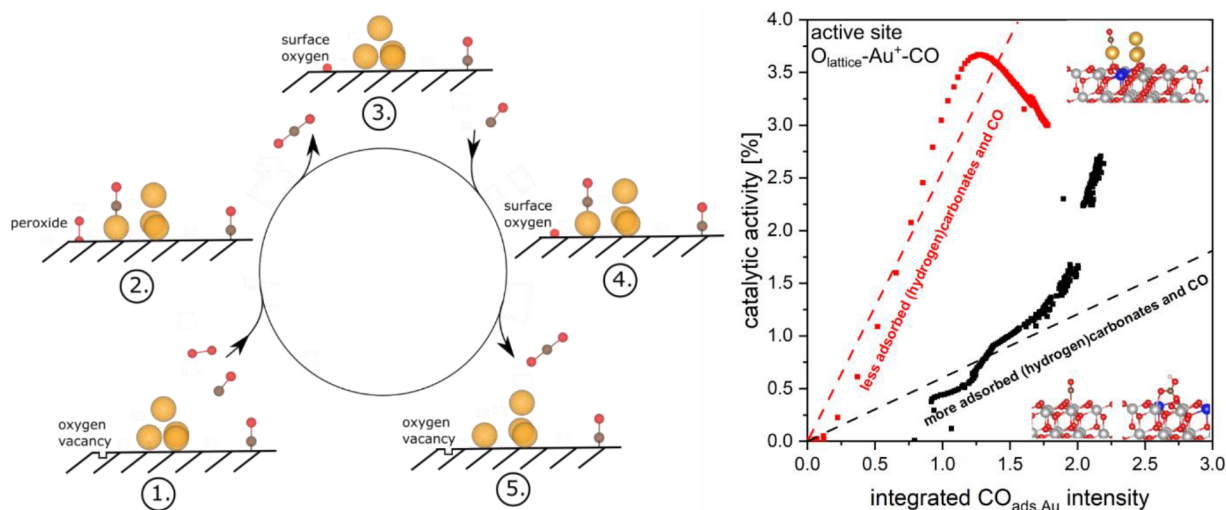 surface
oxygen
3.
peroxide
2.
surface
oxygen
4.
oxygen
vacancy
1.
oxygen
vacancy
5.
catalytic activity [%]
4.0
3.5
3.0
2.5
2.0
1.5
1.0
0.5
0.0
active site
Olattice-Au+-CO
less adsorbed (hydrogen)carbonates and CO
more adsorbed (hydrogen)carbonates and CO
0.0 0.5 1.0 1.5 2.0 2.5 3.0
integrated COads,Au intensity